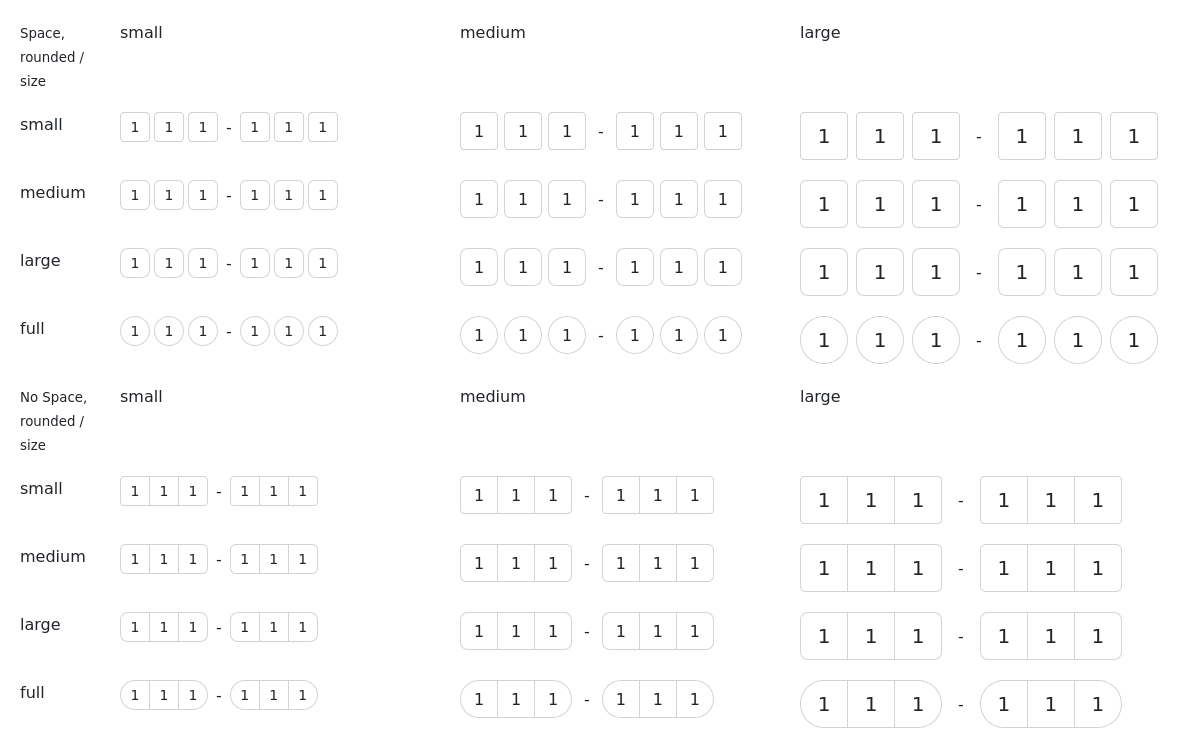 Space,
rounded /
size
small medium large
small 1 1 1 - 1 1 1 1 1 1 - 1 1 1 1 1 1 - 1 1 1
medium 1 1 1 - 1 1 1 1 1 1 - 1 1 1 1 1 1 - 1 1 1
large 1 1 1 - 1 1 1 1 1 1 - 1 1 1 1 1 1 - 1 1 1
full 1 1 1 - 1 1 1 1 1 1 - 1 1 1 1 1 1 - 1 1 1
No Space,
rounded /
size
small medium large
small 1 1 1 - 1 1 1 1 1 1 - 1 1 1 1 1 1 - 1 1 1
medium 1 1 1 - 1 1 1 1 1 1 - 1 1 1 1 1 1 - 1 1 1
large 1 1 1 - 1 1 1 1 1 1 - 1 1 1 1 1 1 - 1 1 1
full 1 1 1 - 1 1 1 1 1 1 - 1 1 1 1 1 1 - 1 1 1